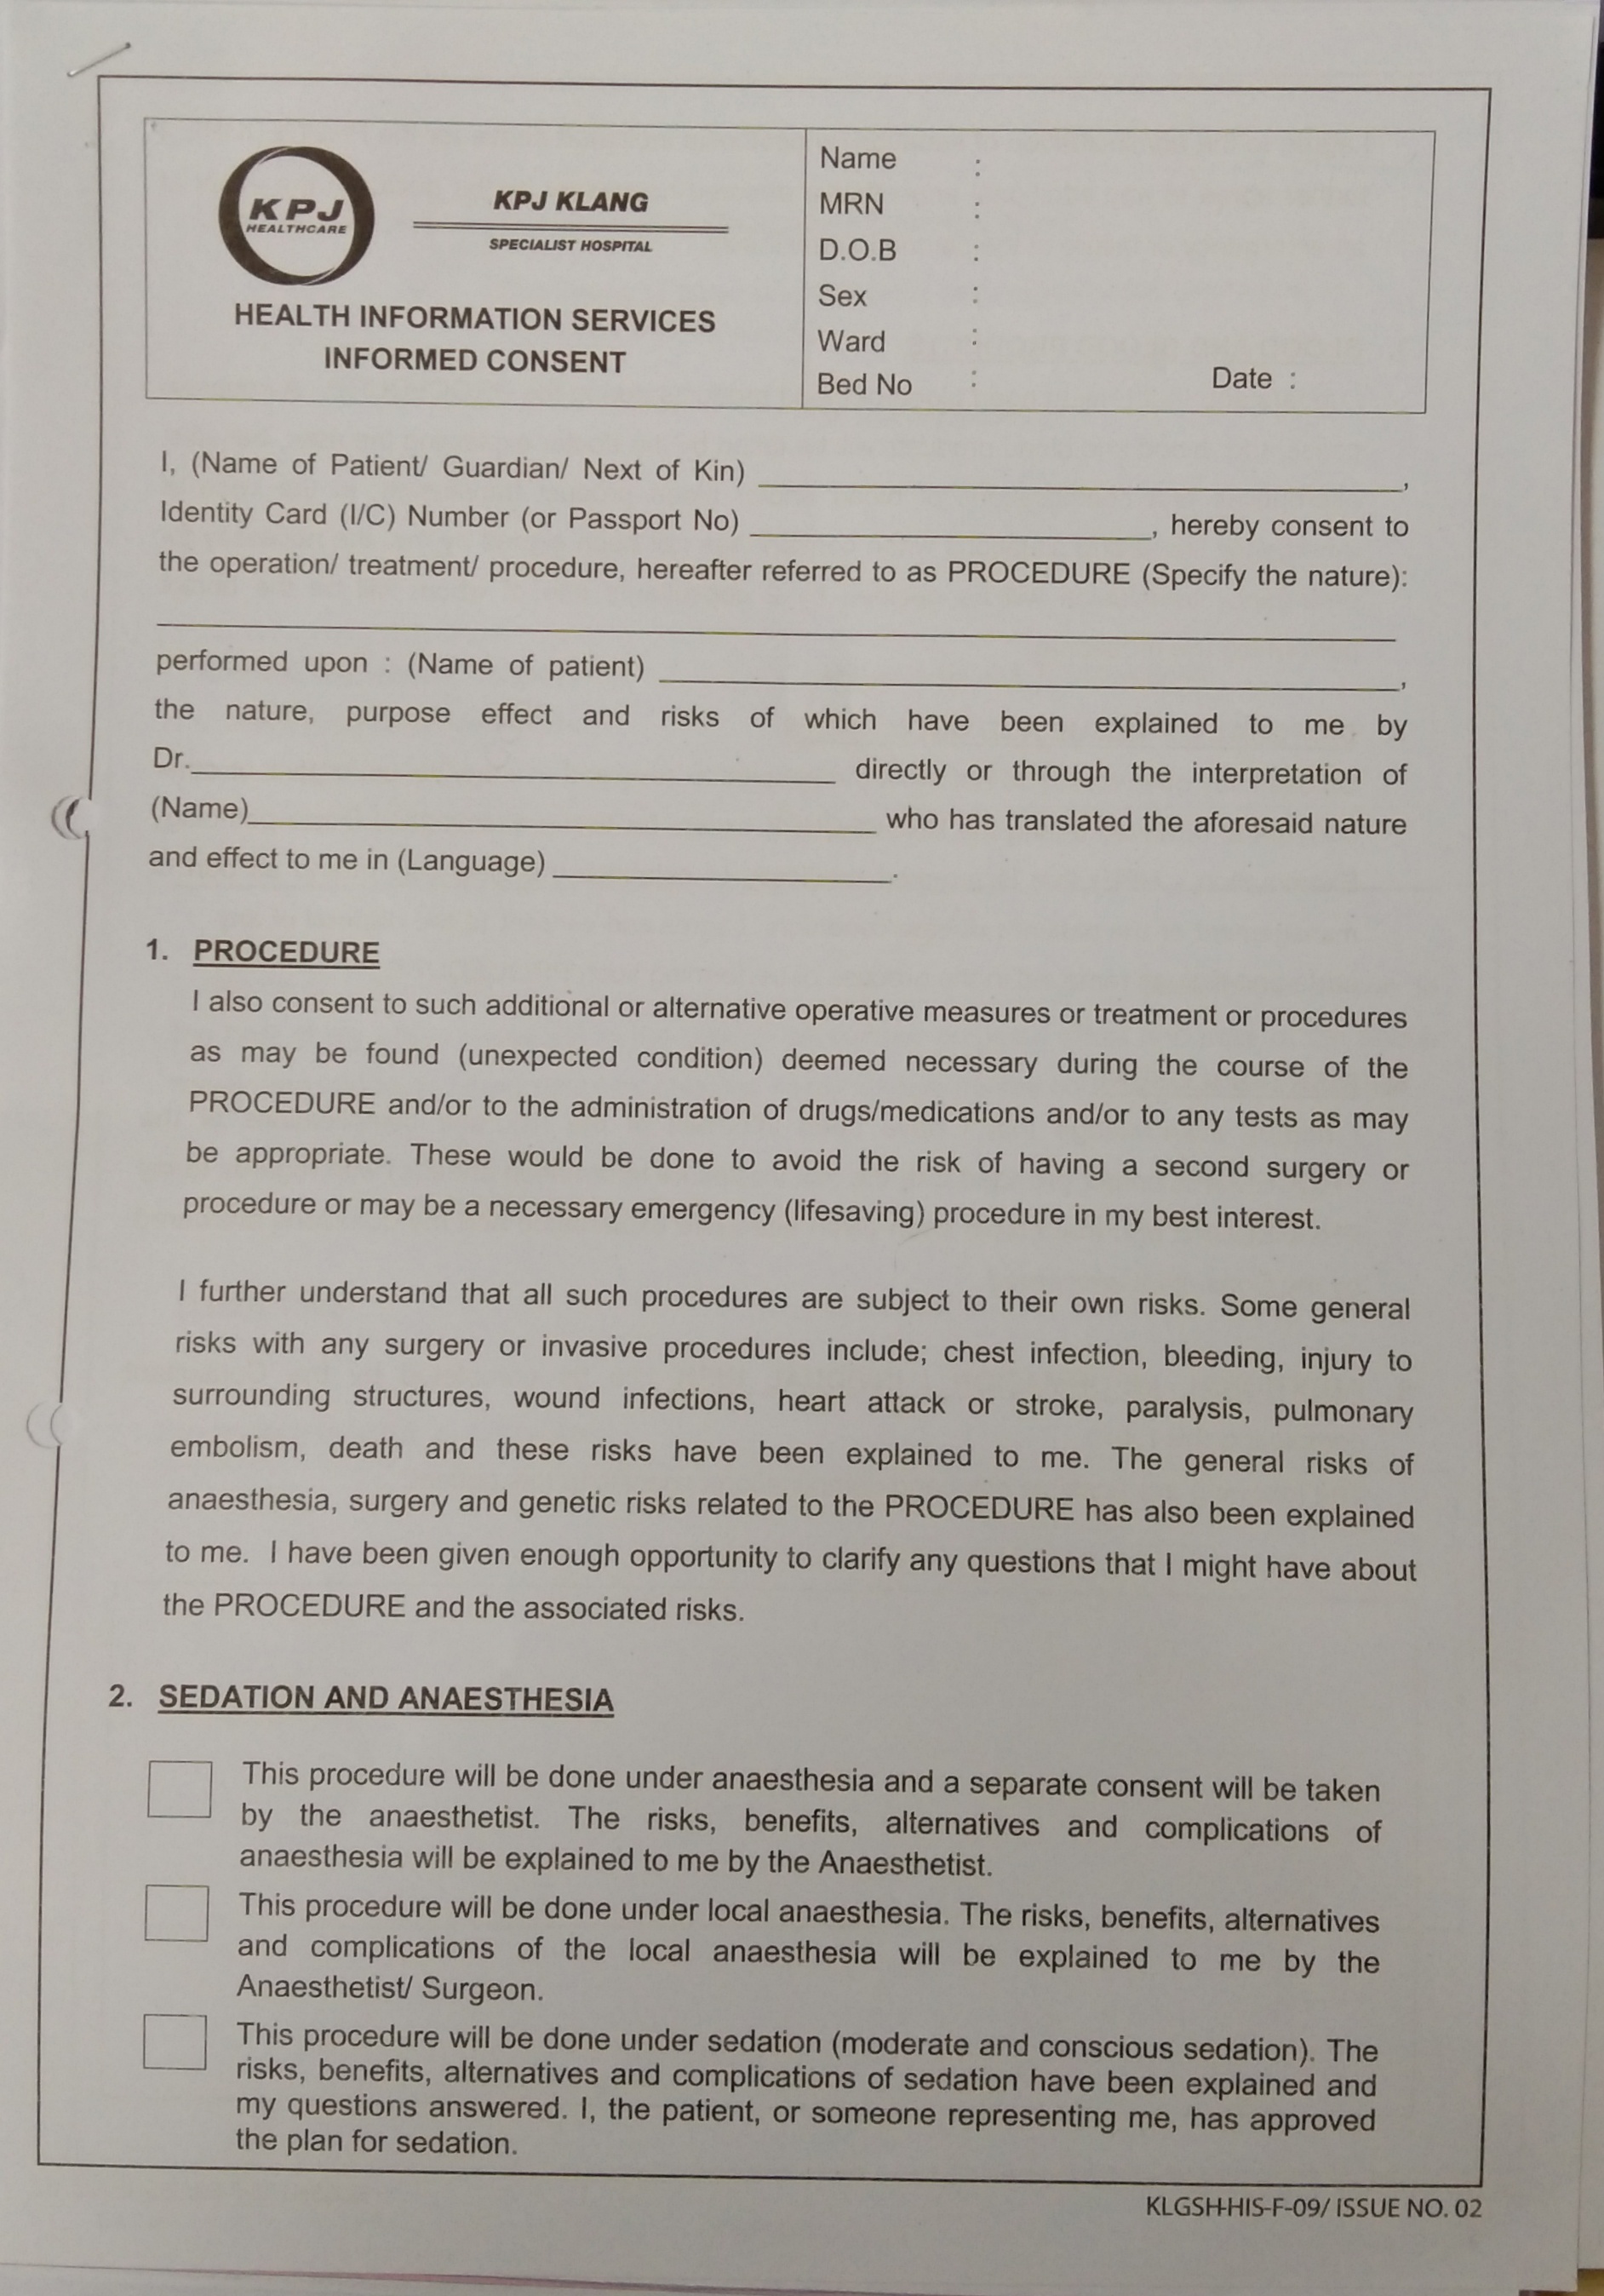 KPJ
HEALTHCARE
KPJ KLANG
SPECIALIST HOSPITAL
HEALTH INFORMATION SERVICES
INFORMED CONSENT
Name :
MRN :
D.O.B :
Sex :
Ward :
Bed No : Date :
I, (Name of Patient/ Guardian/ Next of Kin) ____________________,
Identity Card (I/C) Number (or Passport No) ____________________, hereby consent to
the operation/ treatment/ procedure, hereafter referred to as PROCEDURE (Specify the nature):
____________________
performed upon : (Name of patient) ____________________,
the nature, purpose effect and risks of which have been explained to me by
Dr.____________________ directly or through the interpretation of
(Name)____________________ who has translated the aforesaid nature
and effect to me in (Language) ____________________.
1. PROCEDURE
I also consent to such additional or alternative operative measures or treatment or procedures
as may be found (unexpected condition) deemed necessary during the course of the
PROCEDURE and/or to the administration of drugs/medications and/or to any tests as may
be appropriate. These would be done to avoid the risk of having a second surgery or
procedure or may be a necessary emergency (lifesaving) procedure in my best interest.
I further understand that all such procedures are subject to their own risks. Some general
risks with any surgery or invasive procedures include; chest infection, bleeding, injury to
surrounding structures, wound infections, heart attack or stroke, paralysis, pulmonary
embolism, death and these risks have been explained to me. The general risks of
anaesthesia, surgery and genetic risks related to the PROCEDURE has also been explained
to me. I have been given enough opportunity to clarify any questions that I might have about
the PROCEDURE and the associated risks.
2. SEDATION AND ANAESTHESIA
This procedure will be done under anaesthesia and a separate consent will be taken
by the anaesthetist. The risks, benefits, alternatives and complications of
anaesthesia will be explained to me by the Anaesthetist.
This procedure will be done under local anaesthesia. The risks, benefits, alternatives
and complications of the local anaesthesia will be explained to me by the
Anaesthetist/ Surgeon.
This procedure will be done under sedation (moderate and conscious sedation). The
risks, benefits, alternatives and complications of sedation have been explained and
my questions answered. I, the patient, or someone representing me, has approved
the plan for sedation.
KLGSH-HIS-F-09/ ISSUE NO. 02